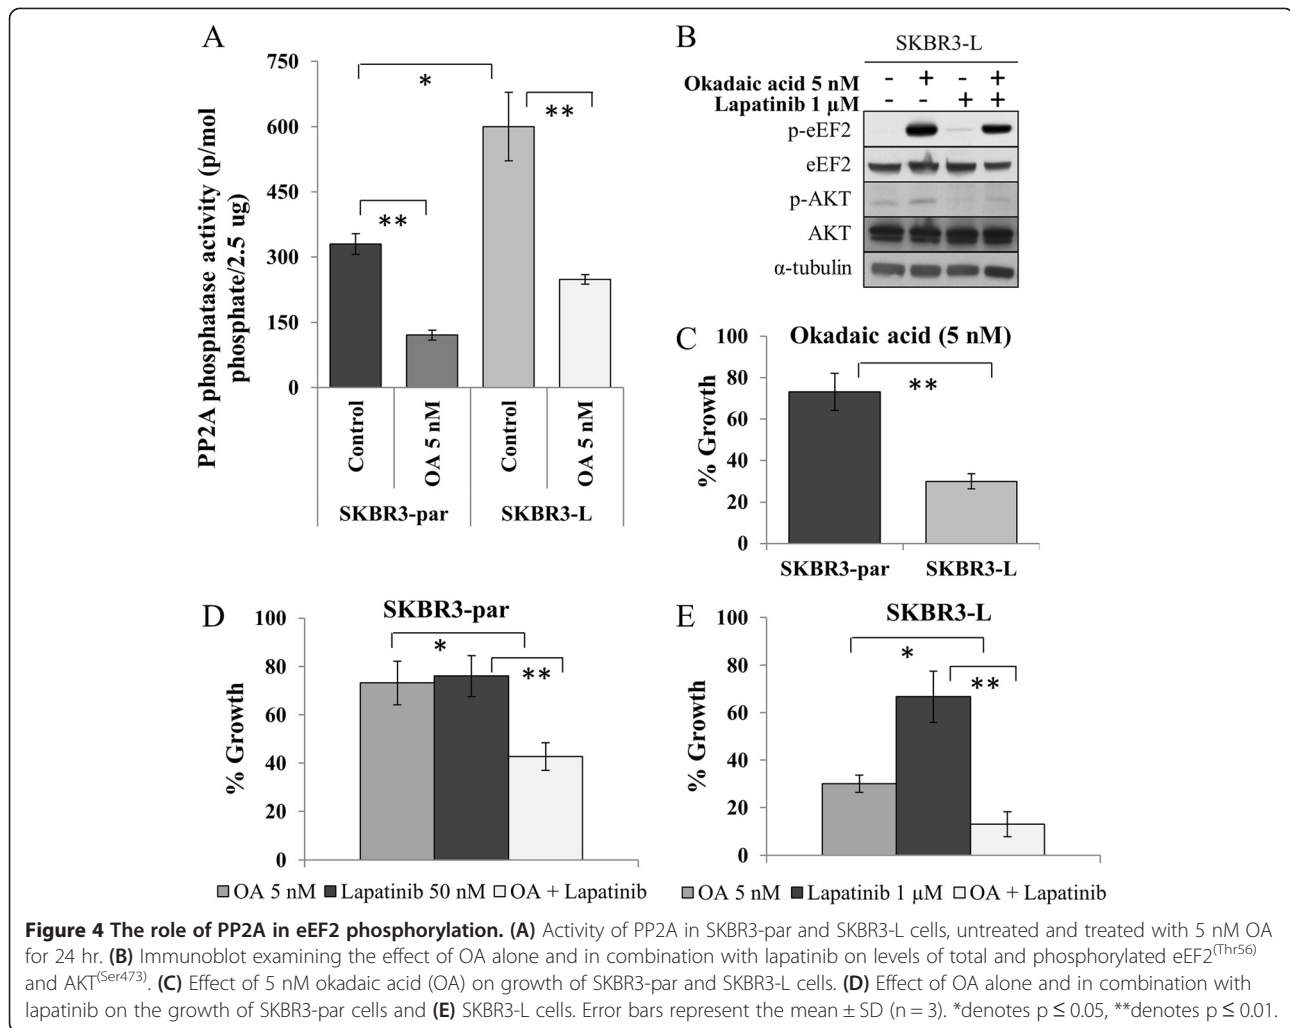 A
PP2A phosphatase activity (p/mol
phosphate/2.5 ug)
750
600
450
300
150
0
*
**
**
Control
OA 5 nM
Control
OA 5 nM
SKBR3-par
SKBR3-L
B
SKBR3-L
Okadaic acid 5 nM - + - +
Lapatinib 1 µM - - + +
p-eEF2
eEF2
p-AKT
AKT
α-tubulin
C
Okadaic acid (5 nM)
% Growth
100
80
60
40
20
0
**
SKBR3-par
SKBR3-L
D
SKBR3-par
% Growth
100
80
60
40
20
0
*
**
OA 5 nM Lapatinib 50 nM OA + Lapatinib
E
SKBR3-L
% Growth
100
80
60
40
20
0
*
**
OA 5 nM Lapatinib 1 µM OA + Lapatinib
Figure 4 The role of PP2A in eEF2 phosphorylation. (A) Activity of PP2A in SKBR3-par and SKBR3-L cells, untreated and treated with 5 nM OA
for 24 hr. (B) Immunoblot examining the effect of OA alone and in combination with lapatinib on levels of total and phosphorylated eEF2(Thr56)
and AKT(Ser473). (C) Effect of 5 nM okadaic acid (OA) on growth of SKBR3-par and SKBR3-L cells. (D) Effect of OA alone and in combination with
lapatinib on the growth of SKBR3-par cells and (E) SKBR3-L cells. Error bars represent the mean ± SD (n = 3). *denotes p ≤ 0.05, **denotes p ≤ 0.01.